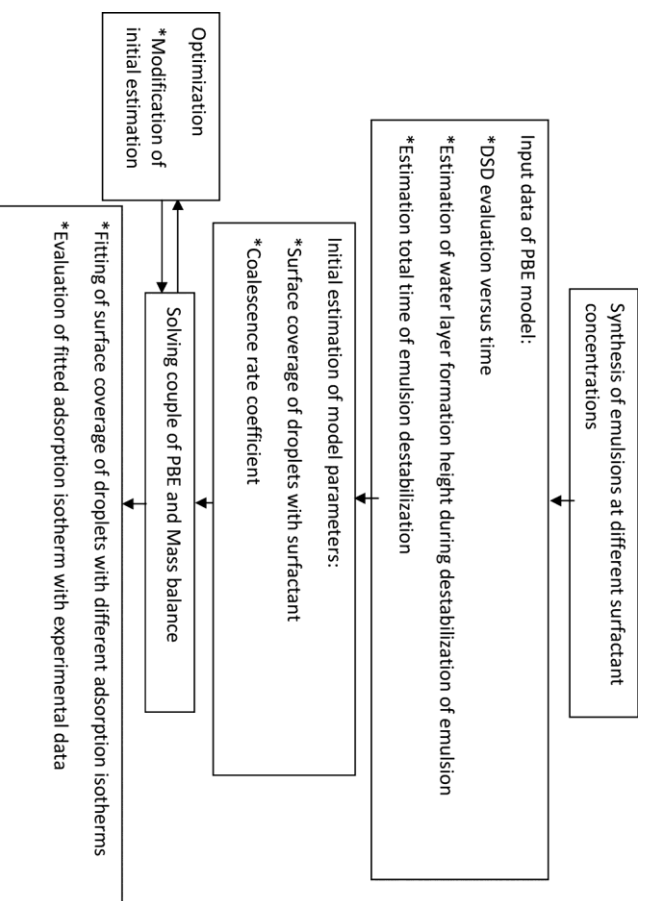 Synthesis of emulsions at different surfactant
concentrations
Input data of PBE model:
*DSD evaluation versus time
*Estimation of water layer formation height during destabilization of emulsion
*Estimation total time of emulsion destabilization
Initial estimation of model parameters:
*Surface coverage of droplets with surfactant
*Coalescence rate coefficient
Optimization
*Modification of
initial estimation
Solving couple of PBE and Mass balance
*Fitting of surface coverage of droplets with different adsorption isotherms
*Evaluation of fitted adsorption isotherm with experimental data